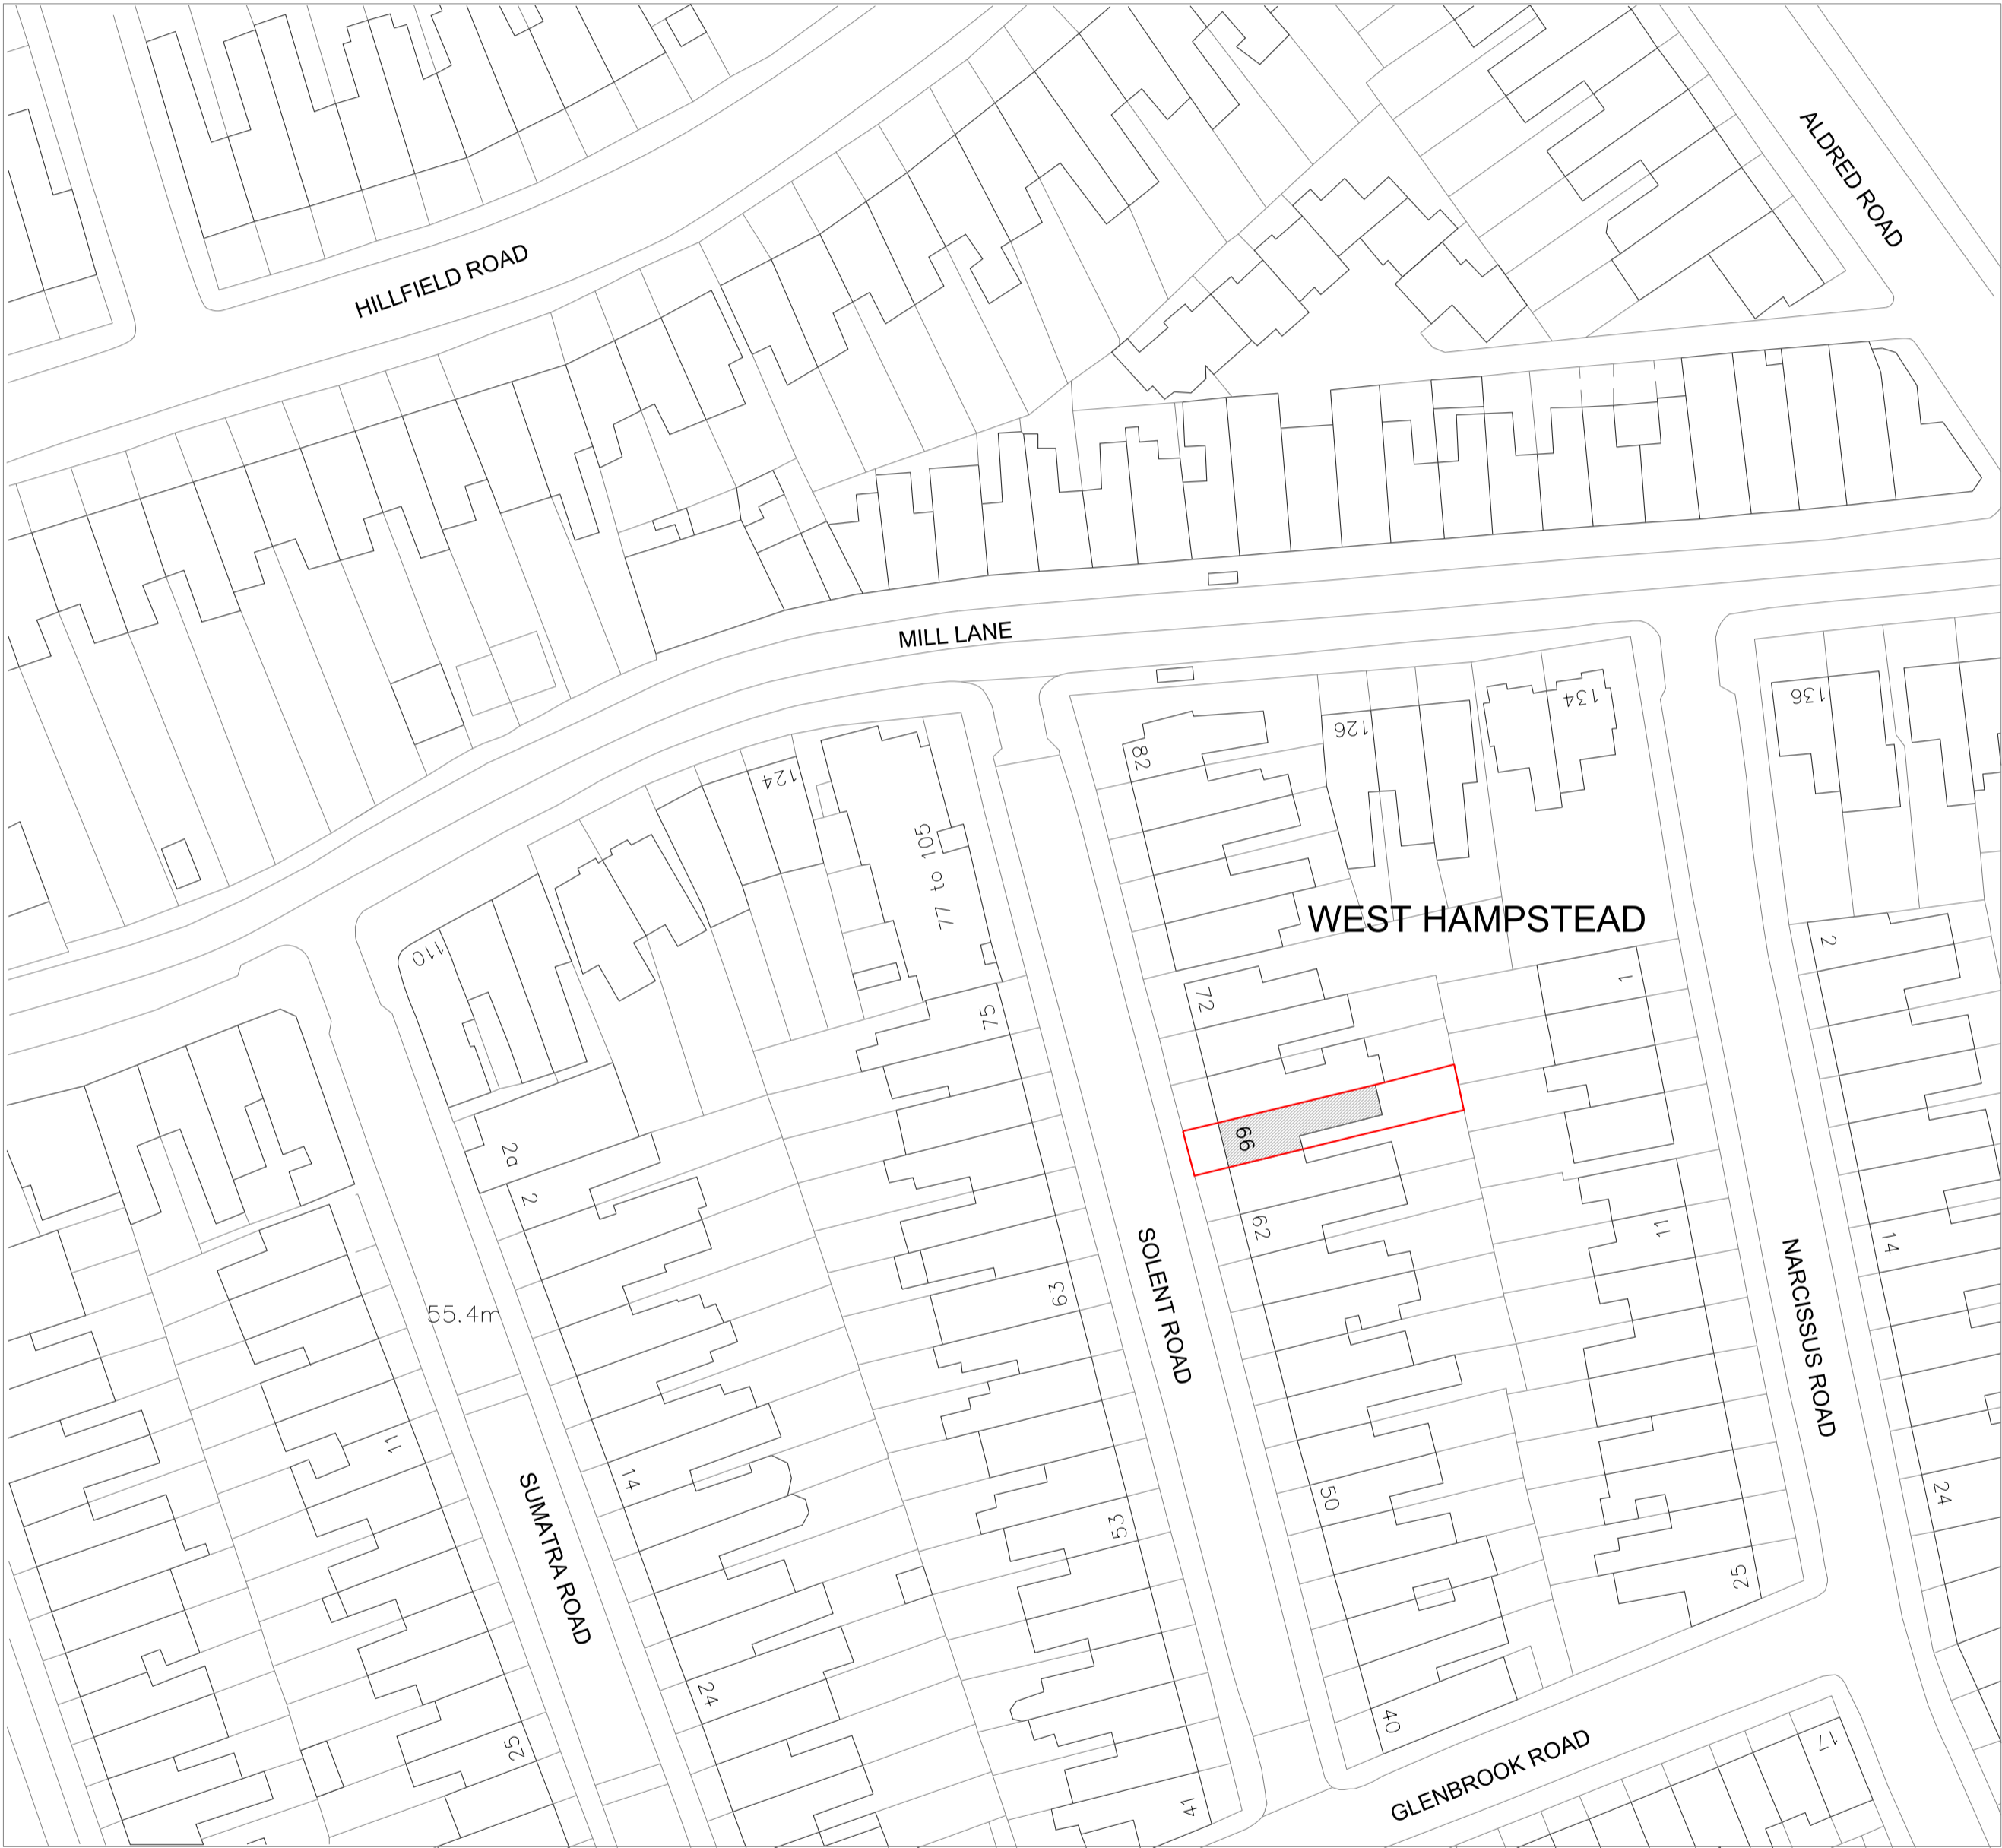 ALDRED ROAD
HILLFIELD ROAD
MILL LANE
134
136
126
82
124
77 to 105
WEST HAMPSTEAD
110
2
1
72
75
66
2a
2
62
11
14
63
SOLENT ROAD
NARCISSUS ROAD
55.4m
11
14
50
24
SUMATRA ROAD
53
25
24
40
25
GLENBROOK ROAD
17
41